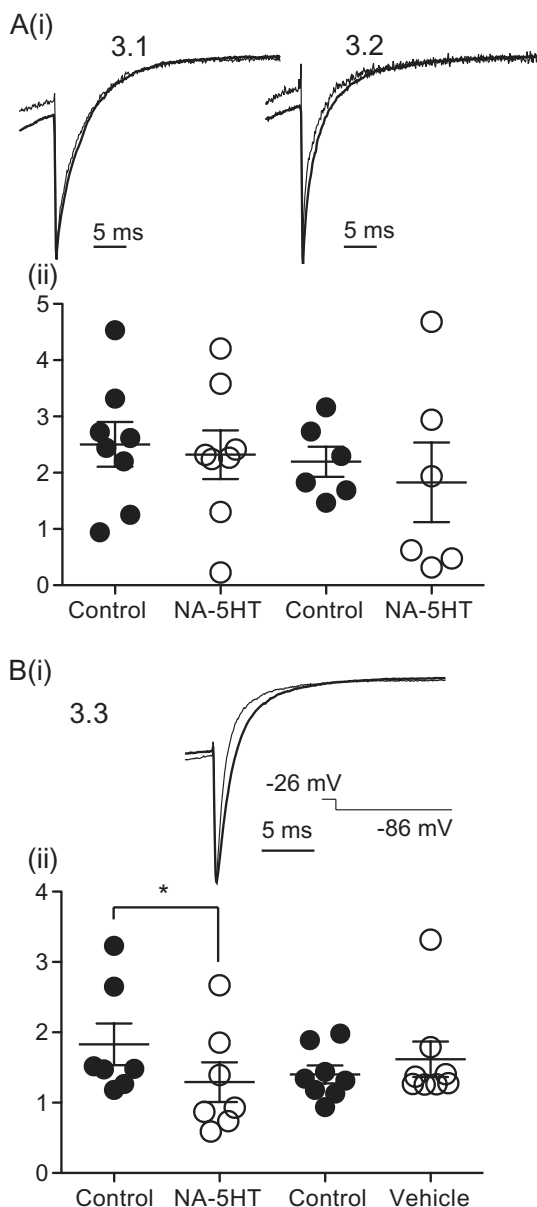 A(i)
3.1
3.2
5 ms
5 ms
(ii)
5
4
3
2
1
0
Control
NA-5HT
Control
NA-5HT
B(i)
3.3
-26 mV
-86 mV
5 ms
(ii)
4
*
3
2
1
0
Control
NA-5HT
Control
Vehicle